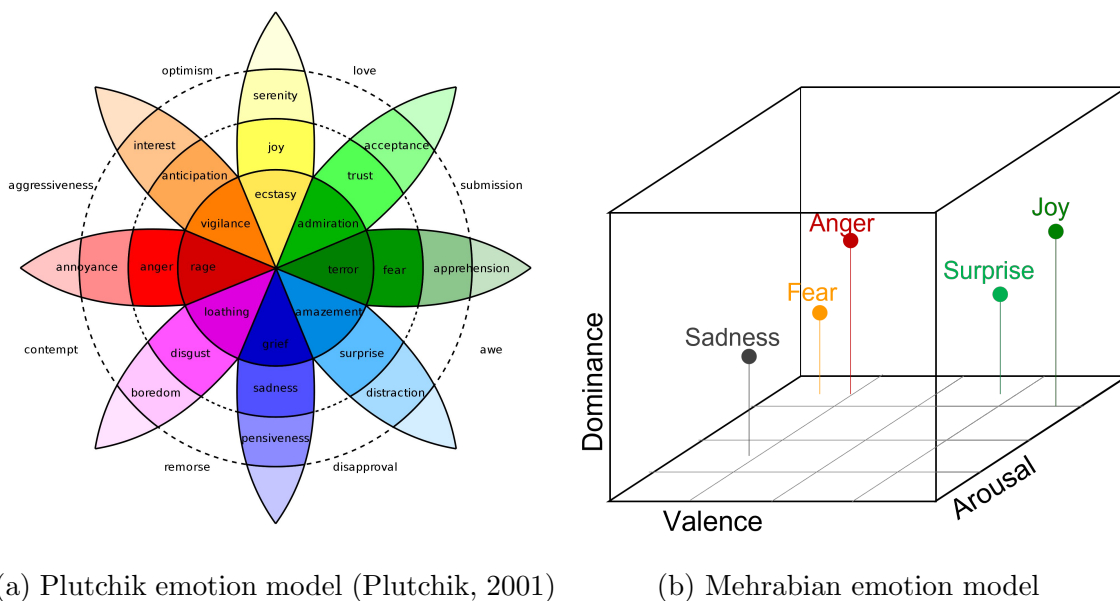 optimism
love
serenity
interest
joy
acceptance
anticipation
trust
aggressiveness
submission
ecstasy
vigilance
admiration
annoyance
anger
rage
terror
fear
apprehension
loathing
amazement
contempt
disgust
grief
surprise
awe
boredom
sadness
distraction
pensiveness
remorse
disapproval
(a) Plutchik emotion model (Plutchik, 2001)
Joy
Anger
Surprise
Fear
Sadness
Dominance
Arousal
Valence
(b) Mehrabian emotion model